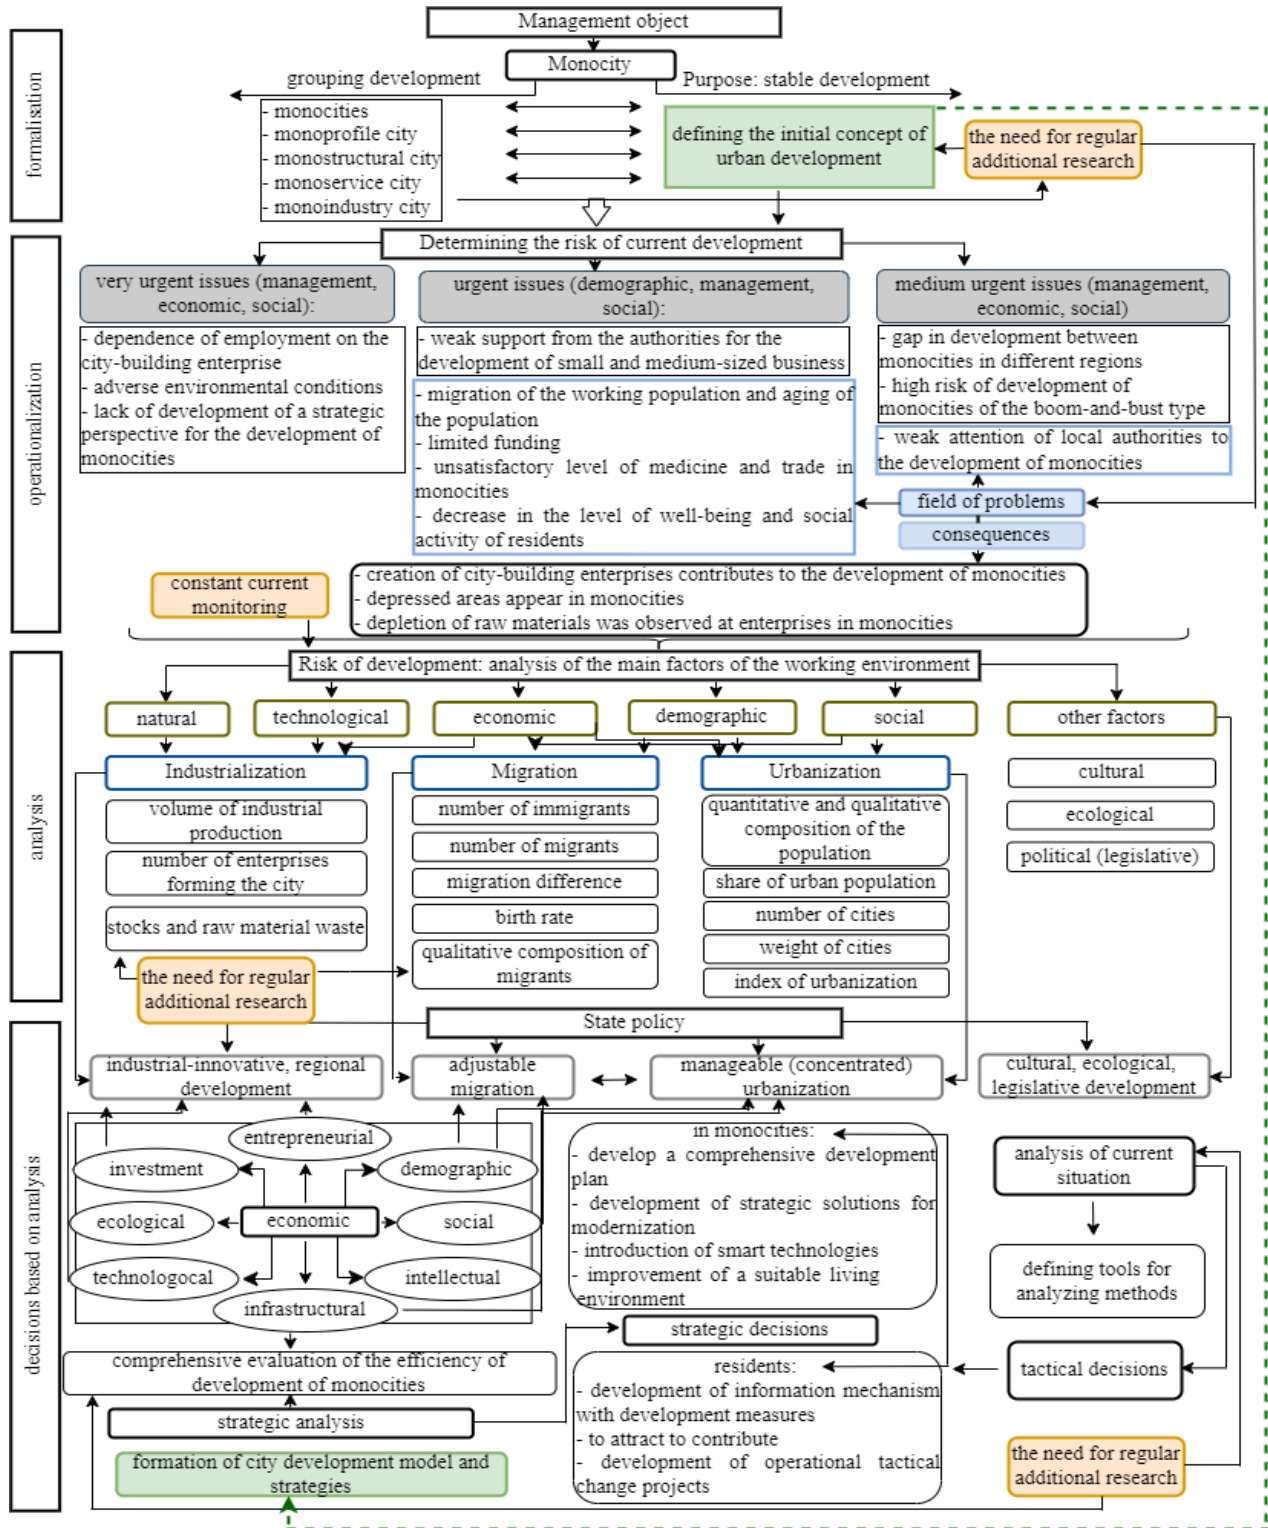 Management object
Monocity
grouping development
Purpose: stable development
formalisation
- monocities
- monoprofile city
- monostructural city
- monoservice city
- monoindustry city
defining the initial concept of
urban development
the need for regular
additional research
operationalization
Determining the risk of current development
very urgent issues (management,
economic, social):
- dependence of employment on the
city-building enterprise
- adverse environmental conditions
- lack of development of a strategic
perspective for the development of
monocities
urgent issues (demographic, management,
social):
- weak support from the authorities for the
development of small and medium-sized business
- migration of the working population and aging of
the population
- limited funding
- unsatisfactory level of medicine and trade in
monocities
- decrease in the level of well-being and social
activity of residents
medium urgent issues (management,
economic, social)
- gap in development between
monocities in different regions
- high risk of development of
monocities of the boom-and-bust type
- weak attention of local authorities to
the development of monocities
field of problems
consequences
constant current
monitoring
- creation of city-building enterprises contributes to the development of monocities
- depressed areas appear in monocities
- depletion of raw materials was observed at enterprises in monocities
analysis
Risk of development: analysis of the main factors of the working environment
natural
technological
economic
demographic
social
other factors
Industrialization
volume of industrial
production
number of enterprises
forming the city
stocks and raw material waste
Migration
number of immigrants
number of migrants
migration difference
birth rate
qualitative composition of
migrants
Urbanization
quantitative and qualitative
composition of the
population
share of urban population
number of cities
weight of cities
index of urbanization
cultural
ecological
political (legislative)
the need for regular
additional research
decisions based on analysis
State policy
industrial-innovative, regional
development
adjustable
migration
manageable (concentrated)
urbanization
cultural, ecological,
legislative development
entrepreneurial
investment
demographic
ecological
economic
social
technologocal
intellectual
infrastructural
comprehensive evaluation of the efficiency of
development of monocities
strategic analysis
formation of city development model and
strategies
in monocities:
- develop a comprehensive development
plan
- development of strategic solutions for
modernization
- introduction of smart technologies
- improvement of a suitable living
environment
strategic decisions
residents:
- development of information mechanism
with development measures
- to attract to contribute
- development of operational tactical
change projects
analysis of current
situation
defining tools for
analyzing methods
tactical decisions
the need for regular
additional research